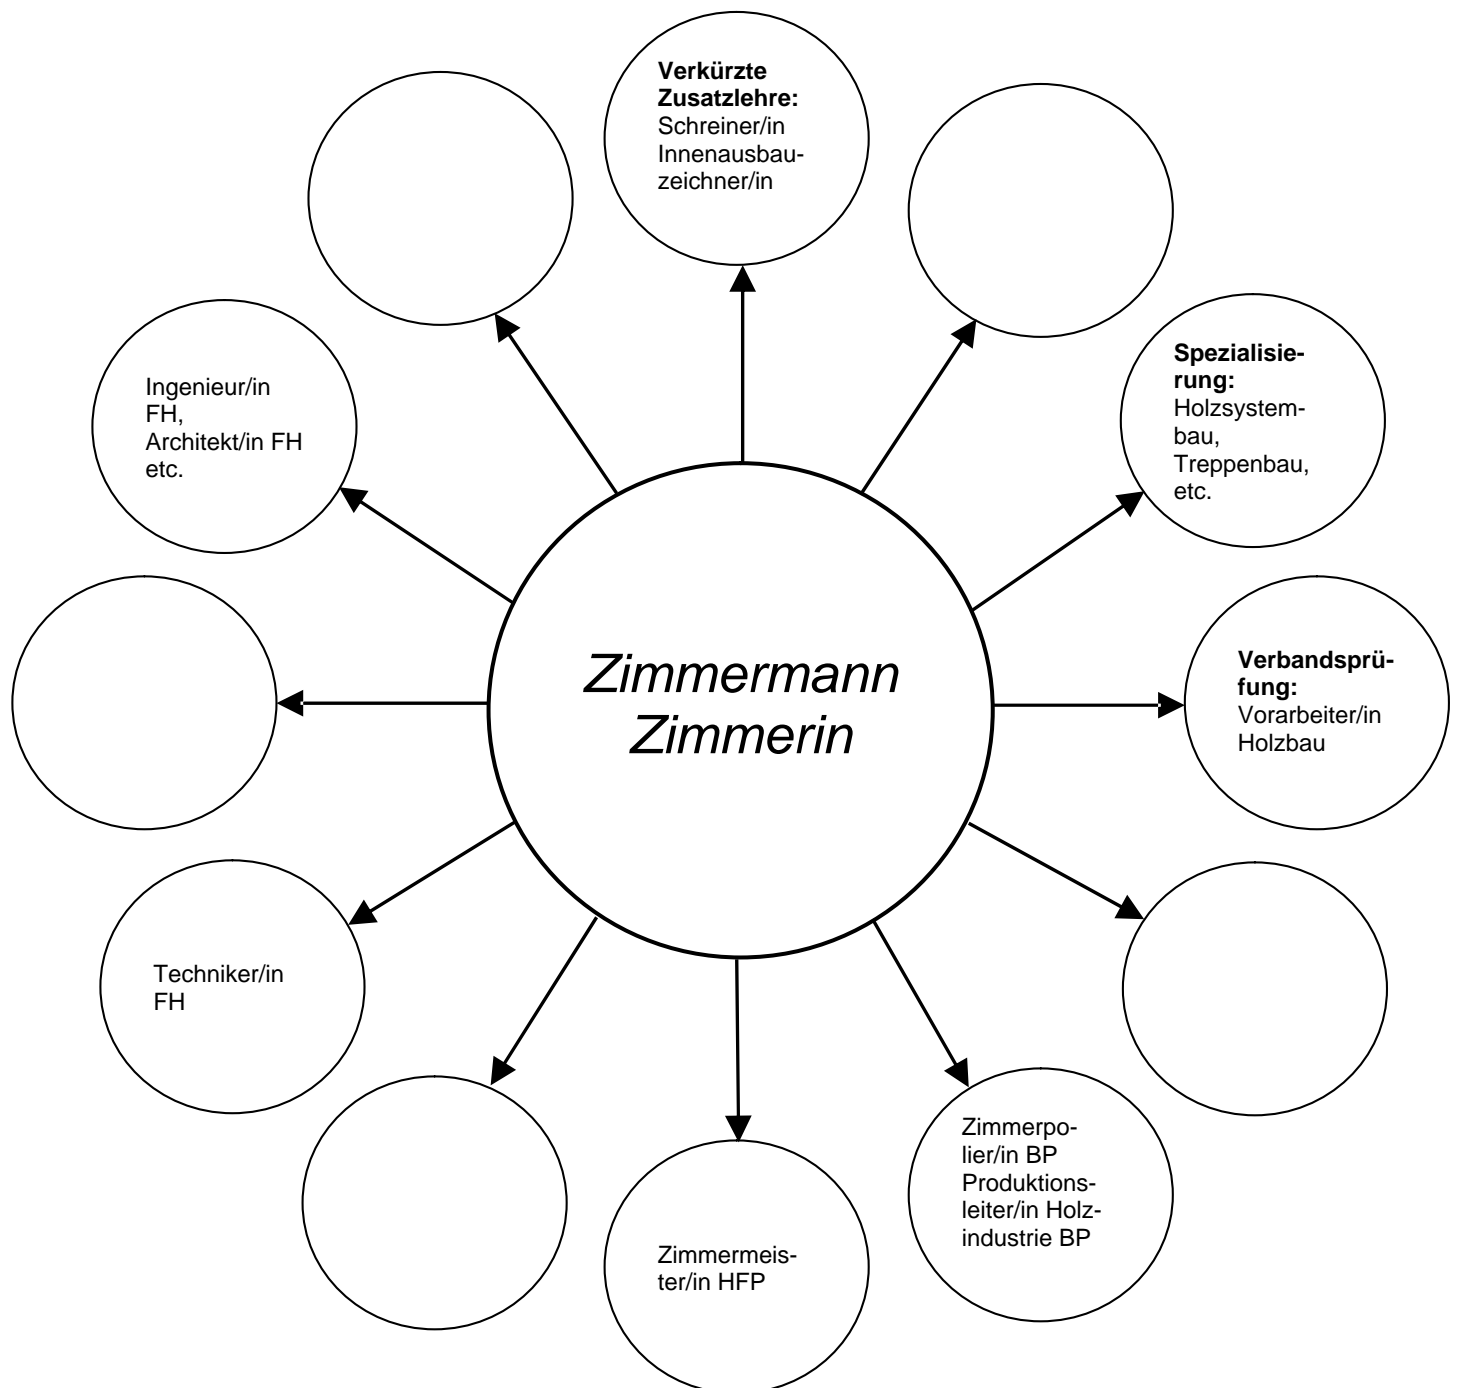 Verkürzte
Zusatzlehre:
Schreiner/in
Innenausbau-
zeichner/in
Spezialisie-
rung:
Holzsystem-
bau,
Treppenbau,
etc.
Ingenieur/in
FH,
Architekt/in FH
etc.
Zimmermann
Zimmerin
Verbandsprü-
fung:
Vorarbeiter/in
Holzbau
Techniker/in
FH
Zimmerpo-
lier/in BP
Produktions-
leiter/in Holz-
industrie BP
Zimmermeis-
ter/in HFP